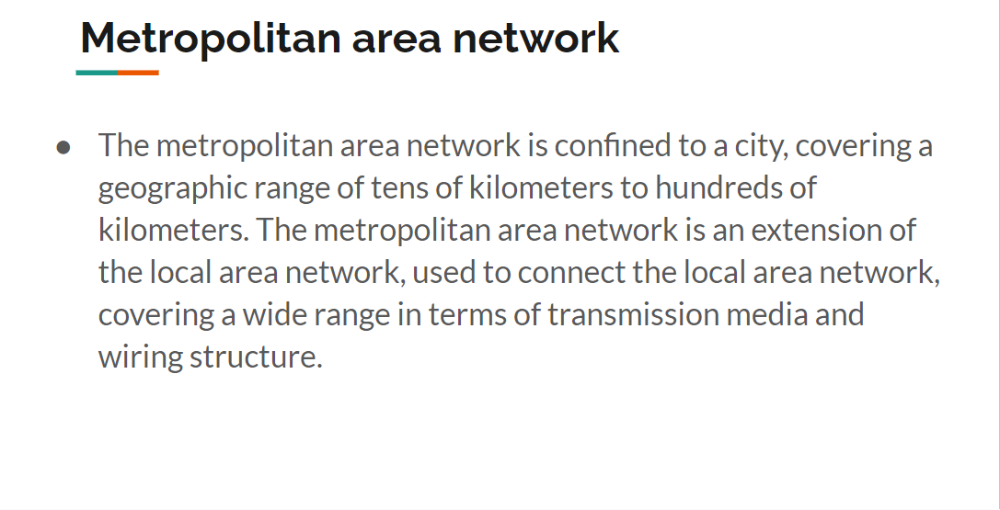 Metropolitan area network
● The metropolitan area network is confined to a city, covering a
geographic range of tens of kilometers to hundreds of
kilometers. The metropolitan area network is an extension of
the local area network, used to connect the local area network,
covering a wide range in terms of transmission media and
wiring structure.